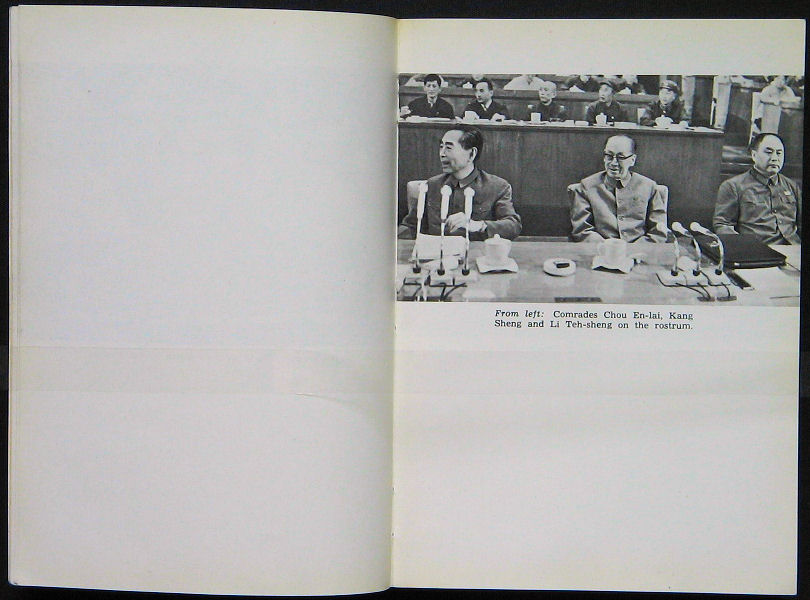 From left: Comrades Chou En-lai, Kang
Sheng and Li Teh-sheng on the rostrum.